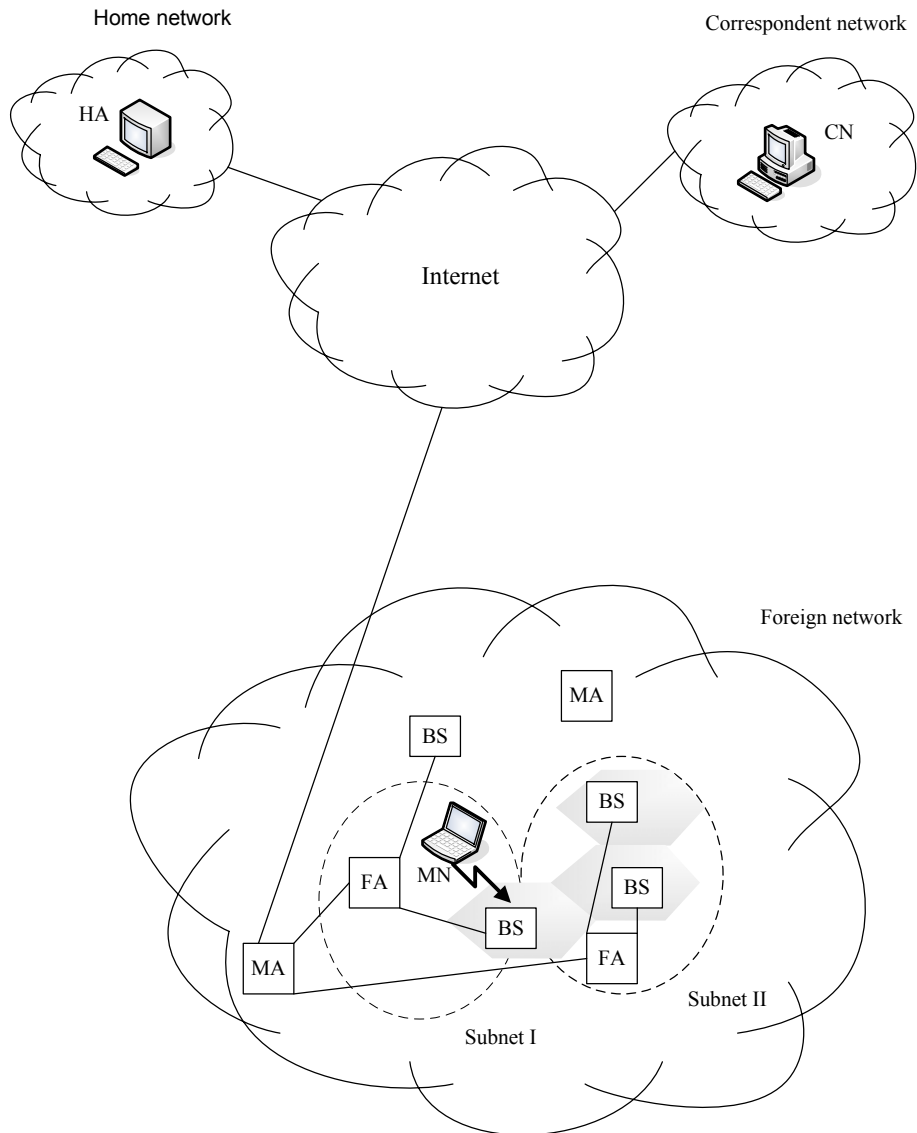 Home network
Correspondent network
HA
CN
Internet
Foreign network
MA
BS
BS
FA
MN
BS
BS
MA
FA
Subnet II
Subnet I